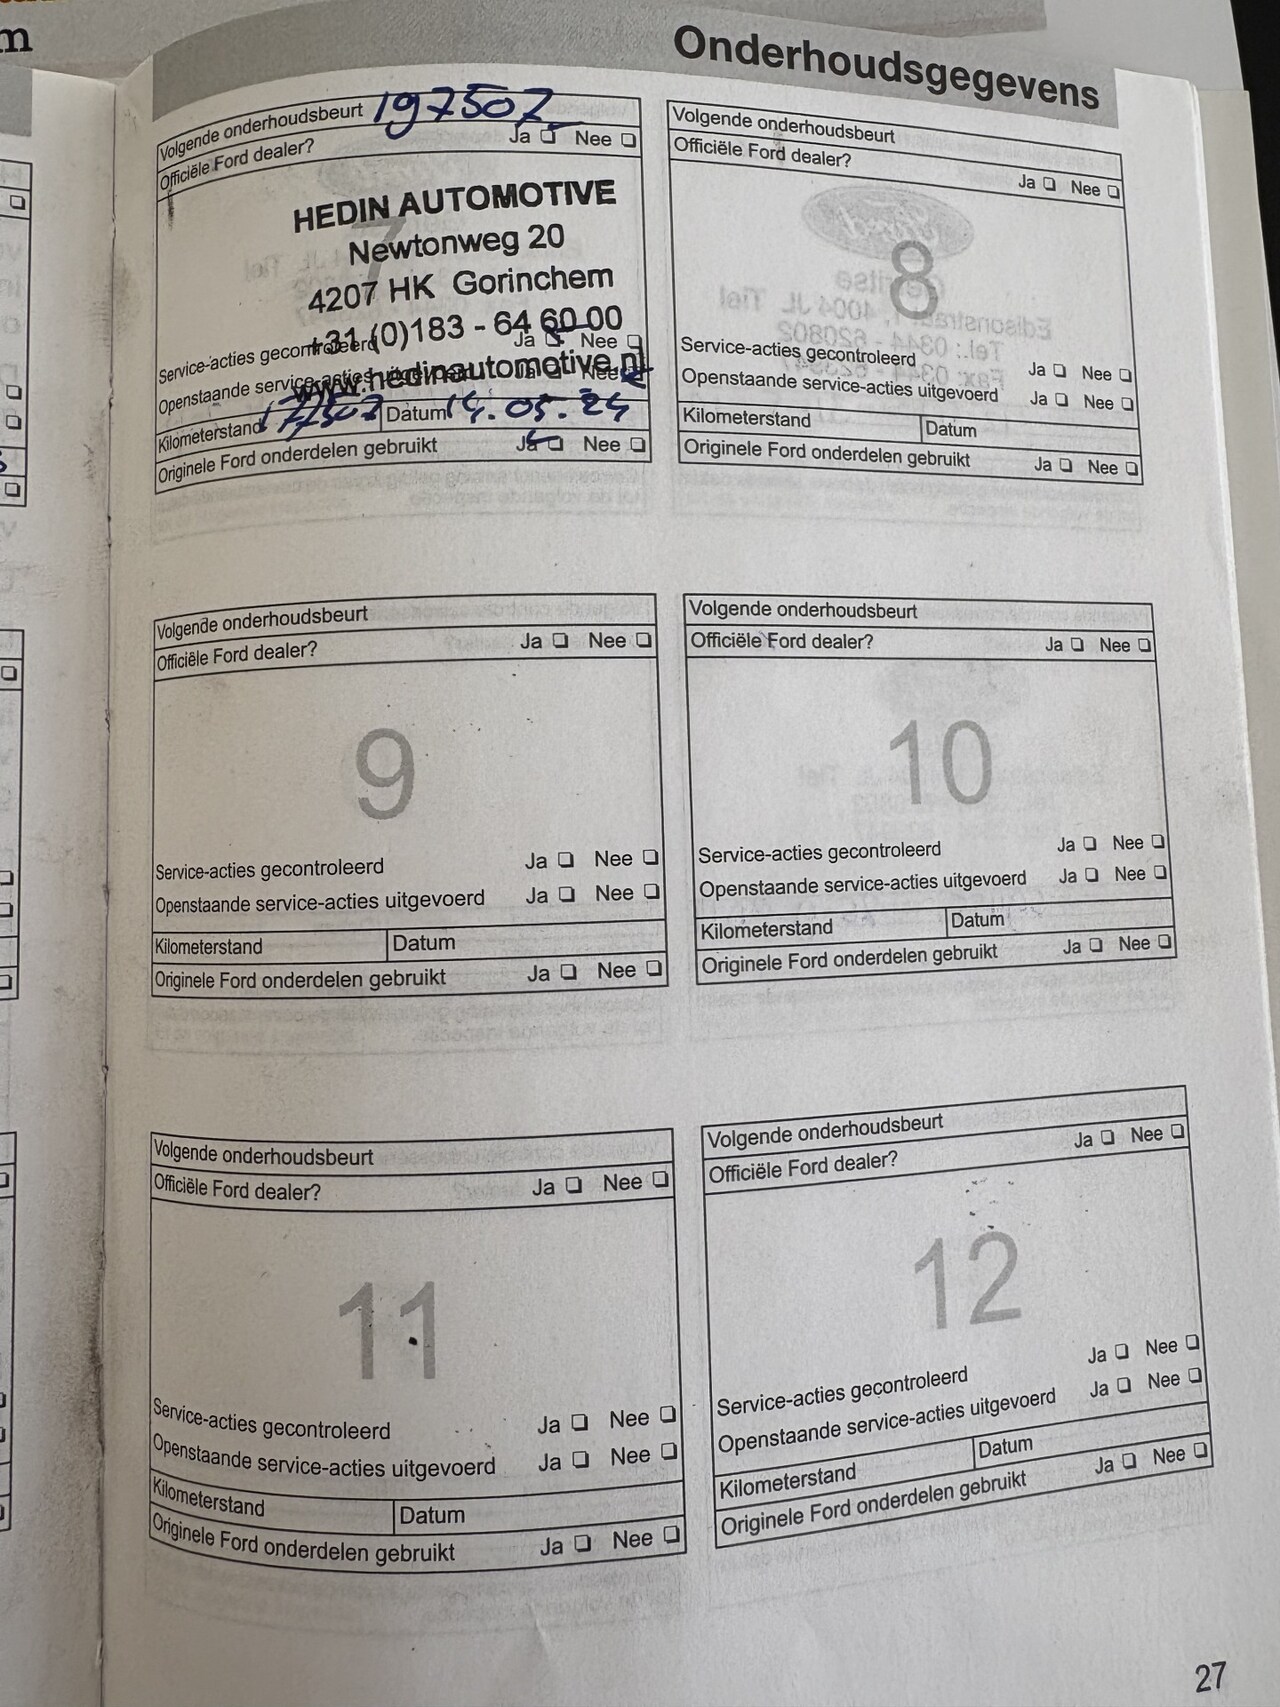 m
Onderhoudsgegevens
Volgende onderhoudsbeurt 197507
Officiële Ford dealer? Ja Nee
7
HEDIN AUTOMOTIVE
Newtonweg 20
4207 HK Gorinchem
+31 (0)183 - 64 60 00
Service-acties gecontroleerd Ja Nee
www.hedinautomotive.nl
Openstaande service-acties uitgevoerd Ja Nee
Kilometerstand 177507 Datum 14.05.24
Originele Ford onderdelen gebruikt Ja Nee
Volgende onderhoudsbeurt
Officiële Ford dealer?
Ja Nee
8
Service-acties gecontroleerd Ja Nee
Openstaande service-acties uitgevoerd Ja Nee
Kilometerstand Datum
Originele Ford onderdelen gebruikt Ja Nee
Volgende onderhoudsbeurt
Officiële Ford dealer? Ja Nee
9
Service-acties gecontroleerd Ja Nee
Openstaande service-acties uitgevoerd Ja Nee
Kilometerstand Datum
Originele Ford onderdelen gebruikt Ja Nee
Volgende onderhoudsbeurt
Officiële Ford dealer? Ja Nee
10
Service-acties gecontroleerd Ja Nee
Openstaande service-acties uitgevoerd Ja Nee
Kilometerstand Datum
Originele Ford onderdelen gebruikt Ja Nee
Volgende onderhoudsbeurt
Officiële Ford dealer? Ja Nee
11
Service-acties gecontroleerd Ja Nee
Openstaande service-acties uitgevoerd Ja Nee
Kilometerstand Datum
Originele Ford onderdelen gebruikt Ja Nee
Volgende onderhoudsbeurt
Officiële Ford dealer? Ja Nee
12
Service-acties gecontroleerd Ja Nee
Openstaande service-acties uitgevoerd Ja Nee
Kilometerstand Datum
Originele Ford onderdelen gebruikt Ja Nee
27